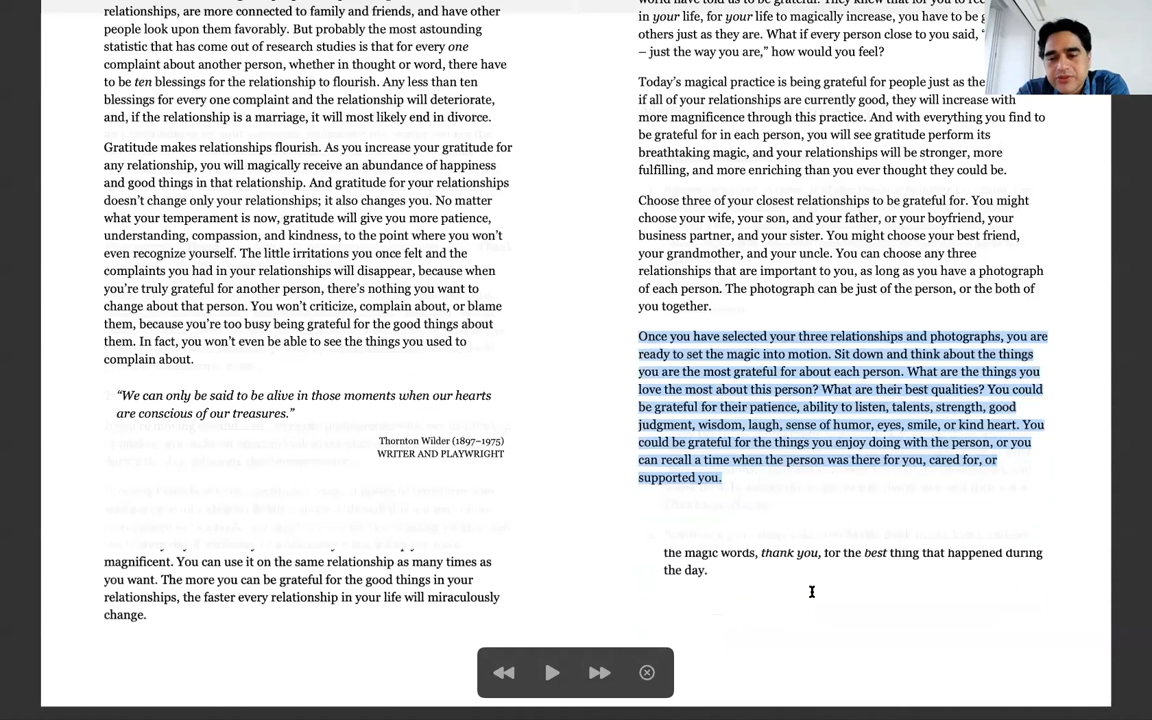 relationships, are more connected to family and friends, and have other
people look upon them favorably. But probably the most astounding
statistic that has come out of research studies is that for every one
complaint about another person, whether in thought or word, there have
to be ten blessings for the relationship to flourish. Any less than ten
blessings for every one complaint and the relationship will deteriorate,
and, if the relationship is a marriage, it will most likely end in divorce.
Gratitude makes relationships flourish. As you increase your gratitude for
any relationship, you will magically receive an abundance of happiness
and good things in that relationship. And gratitude for your relationships
doesn’t change only your relationships; it also changes you. No matter
what your temperament is now, gratitude will give you more patience,
understanding, compassion, and kindness, to the point where you won’t
even recognize yourself. The little irritations you once felt and the
complaints you had in your relationships will disappear, because when
you’re truly grateful for another person, there’s nothing you want to
change about that person. You won’t criticize, complain about, or blame
them, because you’re too busy being grateful for the good things about
them. In fact, you won’t even be able to see the things you used to
complain about.
“We can only be said to be alive in those moments when our hearts
are conscious of our treasures.”
Thornton Wilder (1897–1975)
WRITER AND PLAYWRIGHT
magnificent. You can use it on the same relationship as many times as
you want. The more you can be grateful for the good things in your
relationships, the faster every relationship in your life will miraculously
change.
world have told us to be grateful. They knew that for you to
in your life, for your life to magically increase, you have to be
others just as they are. What if every person close to you said,
– just the way you are,” how would you feel?
Today’s magical practice is being grateful for people just as
if all of your relationships are currently good, they will increase with
more magnificence through this practice. And with everything you find to
be grateful for in each person, you will see gratitude perform its
breathtaking magic, and your relationships will be stronger, more
fulfilling, and more enriching than you ever thought they could be.
Choose three of your closest relationships to be grateful for. You might
choose your wife, your son, and your father, or your boyfriend, your
business partner, and your sister. You might choose your best friend,
your grandmother, and your uncle. You can choose any three
relationships that are important to you, as long as you have a photograph
of each person. The photograph can be just of the person, or the both of
you together.
Once you have selected your three relationships and photographs, you are
ready to set the magic into motion. Sit down and think about the things
you are the most grateful for about each person. What are the things you
love the most about this person? What are their best qualities? You could
be grateful for their patience, ability to listen, talents, strength, good
judgment, wisdom, laugh, sense of humor, eyes, smile, or kind heart. You
could be grateful for the things you enjoy doing with the person, or you
can recall a time when the person was there for you, cared for, or
supported you.
the magic words, thank you, for the best thing that happened during
the day.